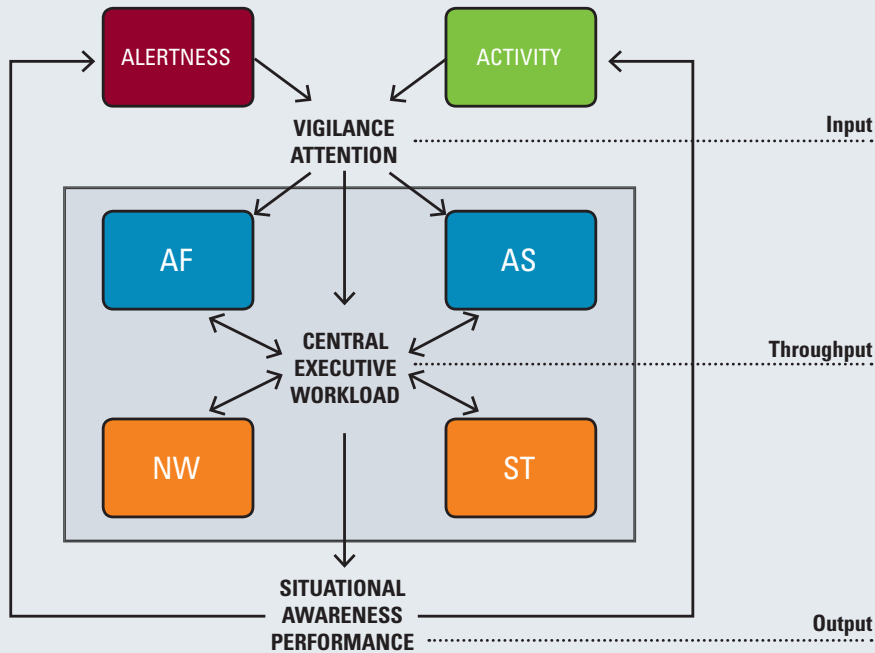 ALERTNESS
ACTIVITY
VIGILANCE
ATTENTION
Input
AF
AS
CENTRAL
EXECUTIVE
WORKLOAD
Throughput
NW
ST
SITUATIONAL
AWARENESS
PERFORMANCE
Output